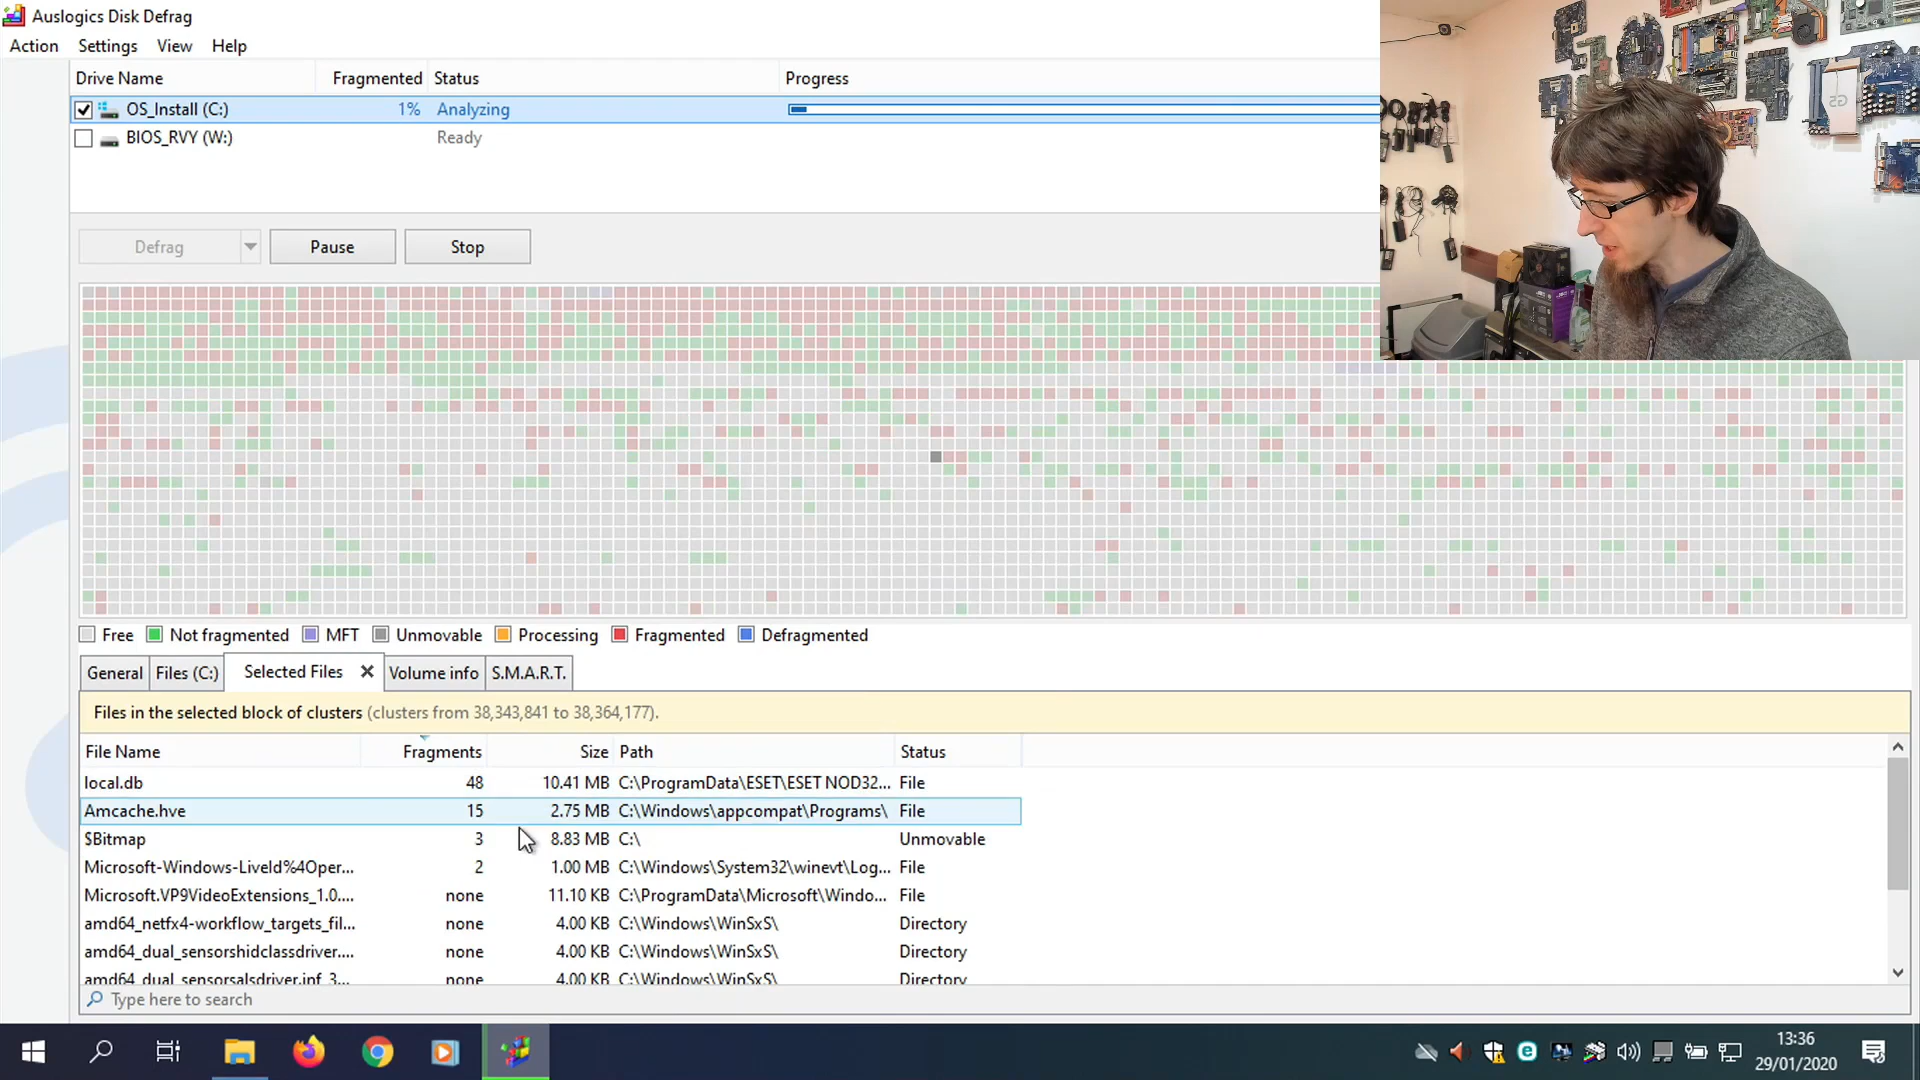 Auslogics Disk Defrag
Action Settings View Help
Drive Name Fragmented Status Progress
OS_Install (C:) 1% Analyzing
BIOS_RVY (W:) Ready
Defrag Pause Stop
Free Not fragmented MFT Unmovable Processing Fragmented Defragmented
General Files (C:) Selected Files Volume info S.M.A.R.T.
Files in the selected block of clusters (clusters from 38,343,841 to 38,364,177).
File Name Fragments Size Path Status
local.db 48 10.41 MB C:\ProgramData\ESET\ESET NOD32... File
Amcache.hve 15 2.75 MB C:\Windows\appcompat\Programs\ File
$Bitmap 3 8.83 MB C:\ Unmovable
Microsoft-Windows-LiveId%4Oper... 2 1.00 MB C:\Windows\System32\winevt\Log... File
Microsoft.VP9VideoExtensions_1.0.... none 11.10 KB C:\ProgramData\Microsoft\Windo... File
amd64_netfx4-workflow_targets_fil... none 4.00 KB C:\Windows\WinSxS\ Directory
amd64_dual_sensorshidclassdriver.... none 4.00 KB C:\Windows\WinSxS\ Directory
amd64_dual_sensorsalsdriver.inf_3... none 4.00 KB C:\Windows\WinSxS\ Directory
Type here to search
13:36
29/01/2020